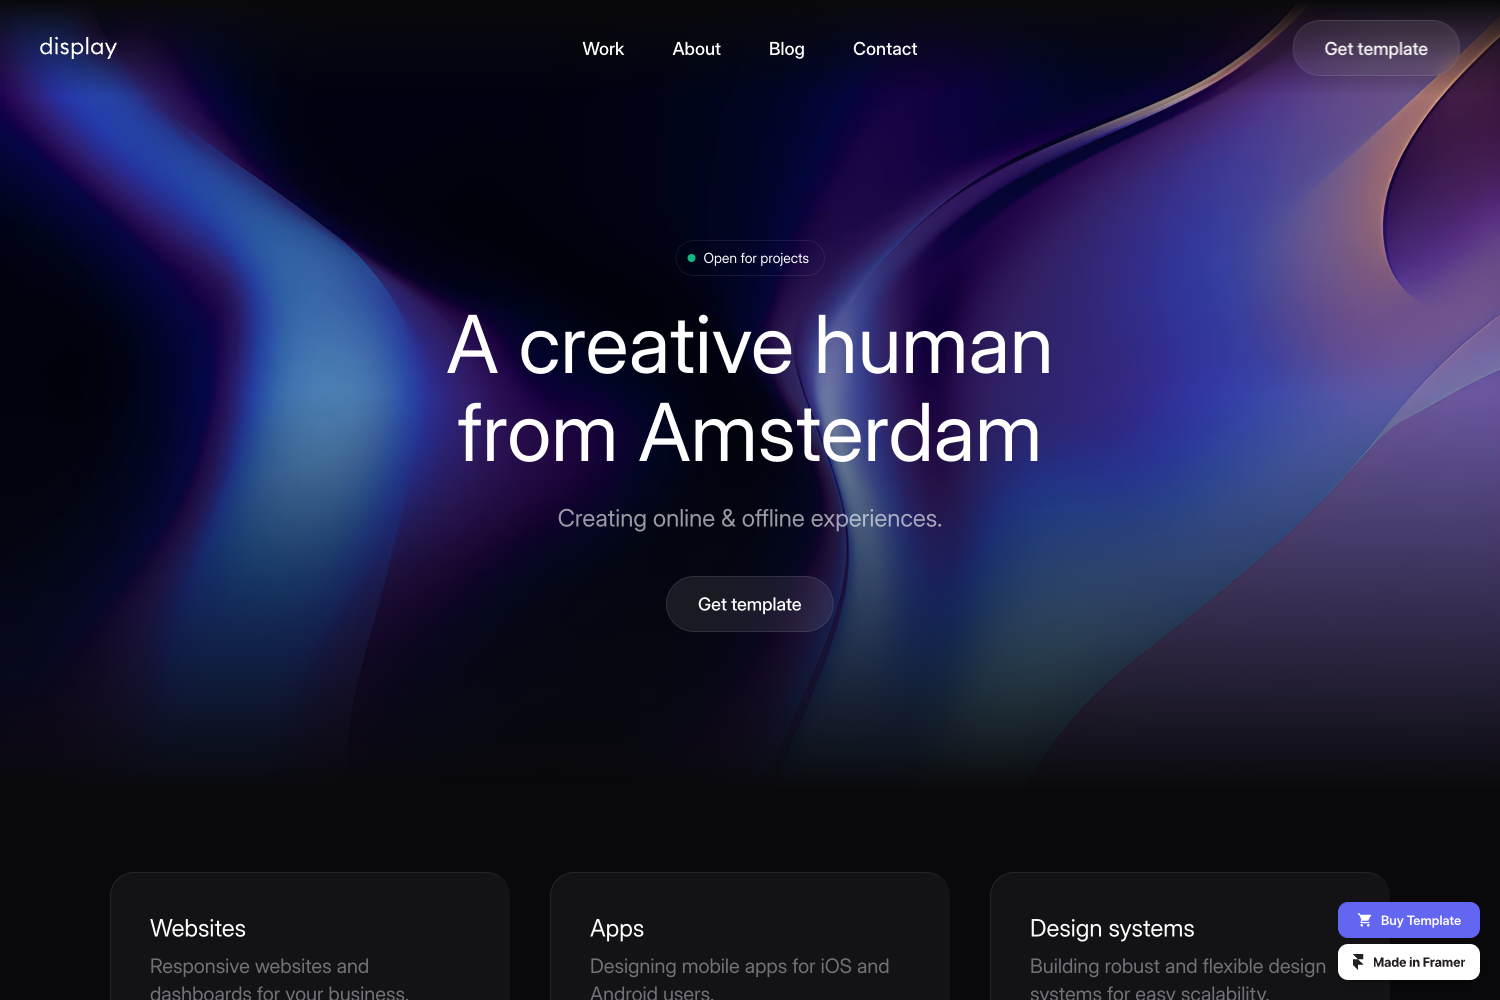 display
Work
About
Blog
Contact
Get template
Open for projects
A creative human
from Amsterdam
Creating online & offline experiences.
Get template
Websites
Responsive websites and
dashboards for your business.
Apps
Designing mobile apps for iOS and
Android users.
Design systems
Building robust and flexible design
systems for easy scalability.
Buy Template
Made in Framer